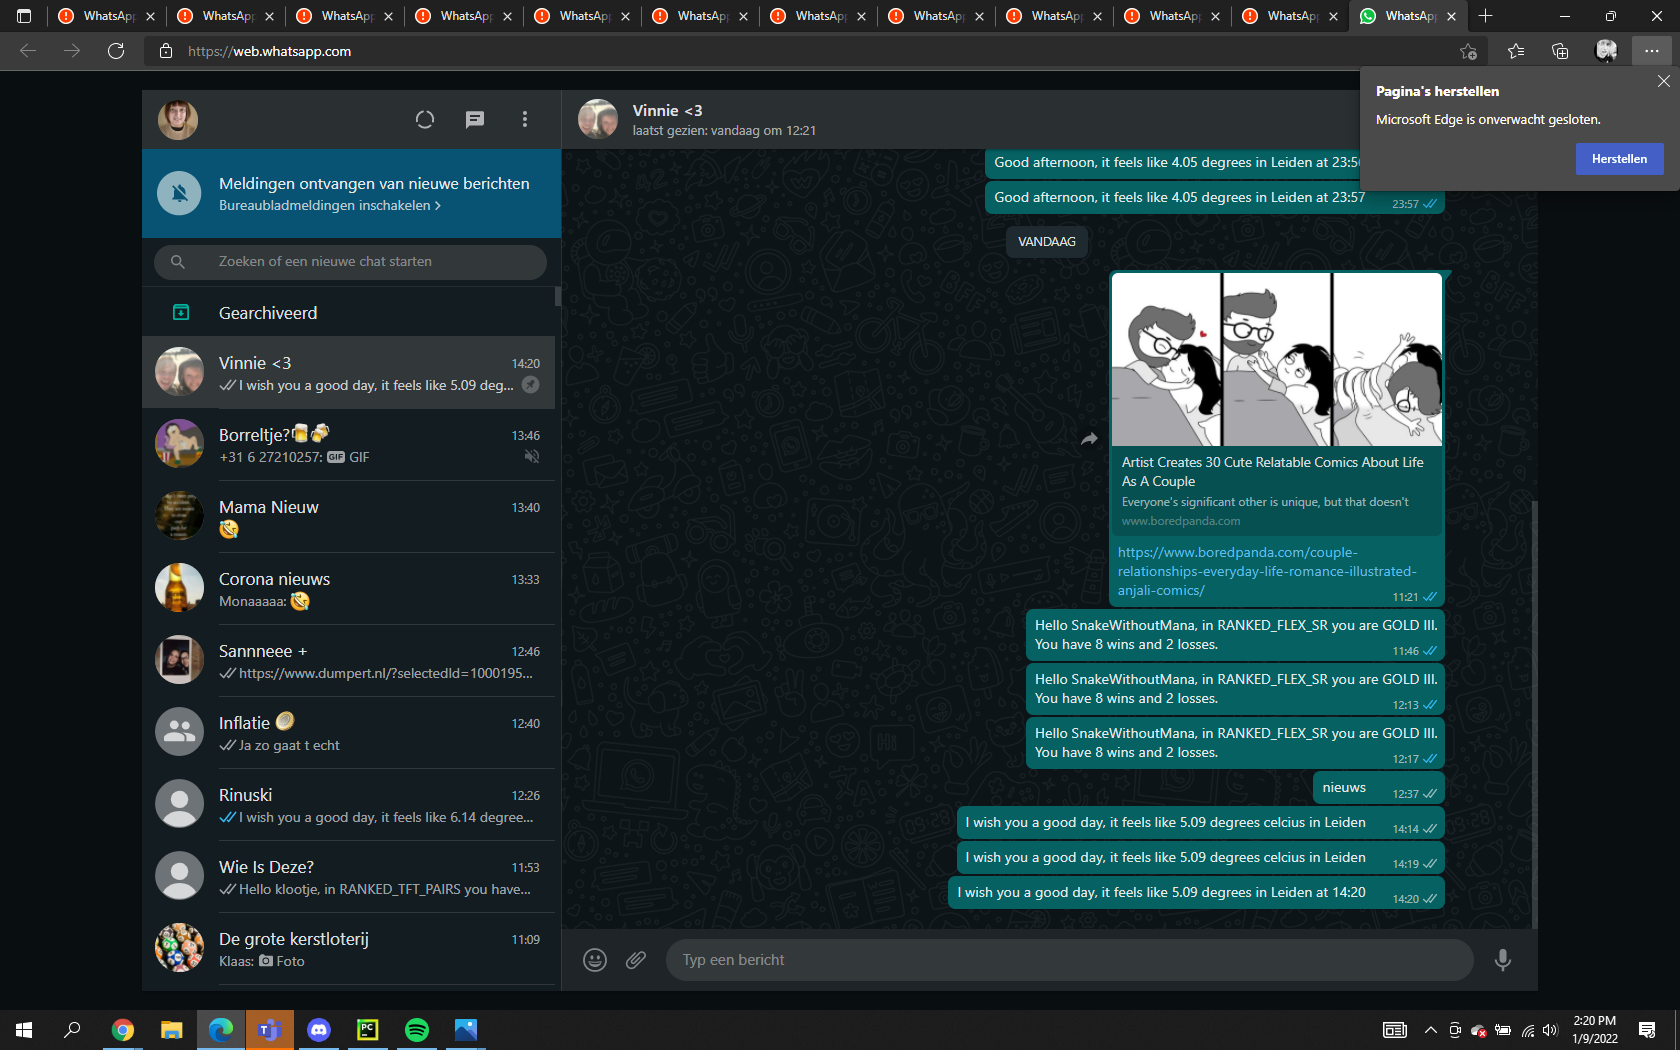 WhatsApp
WhatsApp
WhatsApp
WhatsApp
WhatsApp
WhatsApp
WhatsApp
WhatsApp
WhatsApp
WhatsApp
WhatsApp
WhatsApp
https://web.whatsapp.com
Pagina's herstellen
Microsoft Edge is onverwacht gesloten.
Herstellen
Meldingen ontvangen van nieuwe berichten
Bureaubladmeldingen inschakelen >
Zoeken of een nieuwe chat starten
Gearchiveerd
Vinnie <3
14:20
I wish you a good day, it feels like 5.09 deg...
Borreltje?🍺🍻
13:46
+31 6 27210257: GIF GIF
Mama Nieuw
13:40
🤣
Corona nieuws
13:33
Monaaaaa: 🤣
Sannneee +
12:46
https://www.dumpert.nl/?selectedId=1000195...
Inflatie 🪙
12:40
Ja zo gaat t echt
Rinuski
12:26
I wish you a good day, it feels like 6.14 degree...
Wie Is Deze?
11:53
Hello klootje, in RANKED_TFT_PAIRS you have...
De grote kerstloterij
11:09
Klaas: Foto
Vinnie <3
laatst gezien: vandaag om 12:21
Good afternoon, it feels like 4.05 degrees in Leiden at 23:56
Good afternoon, it feels like 4.05 degrees in Leiden at 23:57
23:57
VANDAAG
Artist Creates 30 Cute Relatable Comics About Life
As A Couple
Everyone's significant other is unique, but that doesn't
www.boredpanda.com
https://www.boredpanda.com/couple-
relationships-everyday-life-romance-illustrated-
anjali-comics/
11:21
Hello SnakeWithoutMana, in RANKED_FLEX_SR you are GOLD III.
You have 8 wins and 2 losses.
11:46
Hello SnakeWithoutMana, in RANKED_FLEX_SR you are GOLD III.
You have 8 wins and 2 losses.
12:13
Hello SnakeWithoutMana, in RANKED_FLEX_SR you are GOLD III.
You have 8 wins and 2 losses.
12:17
nieuws
12:37
I wish you a good day, it feels like 5.09 degrees celcius in Leiden
14:14
I wish you a good day, it feels like 5.09 degrees celcius in Leiden
14:19
I wish you a good day, it feels like 5.09 degrees in Leiden at 14:20
14:20
Typ een bericht
PC
2:20 PM
1/9/2022